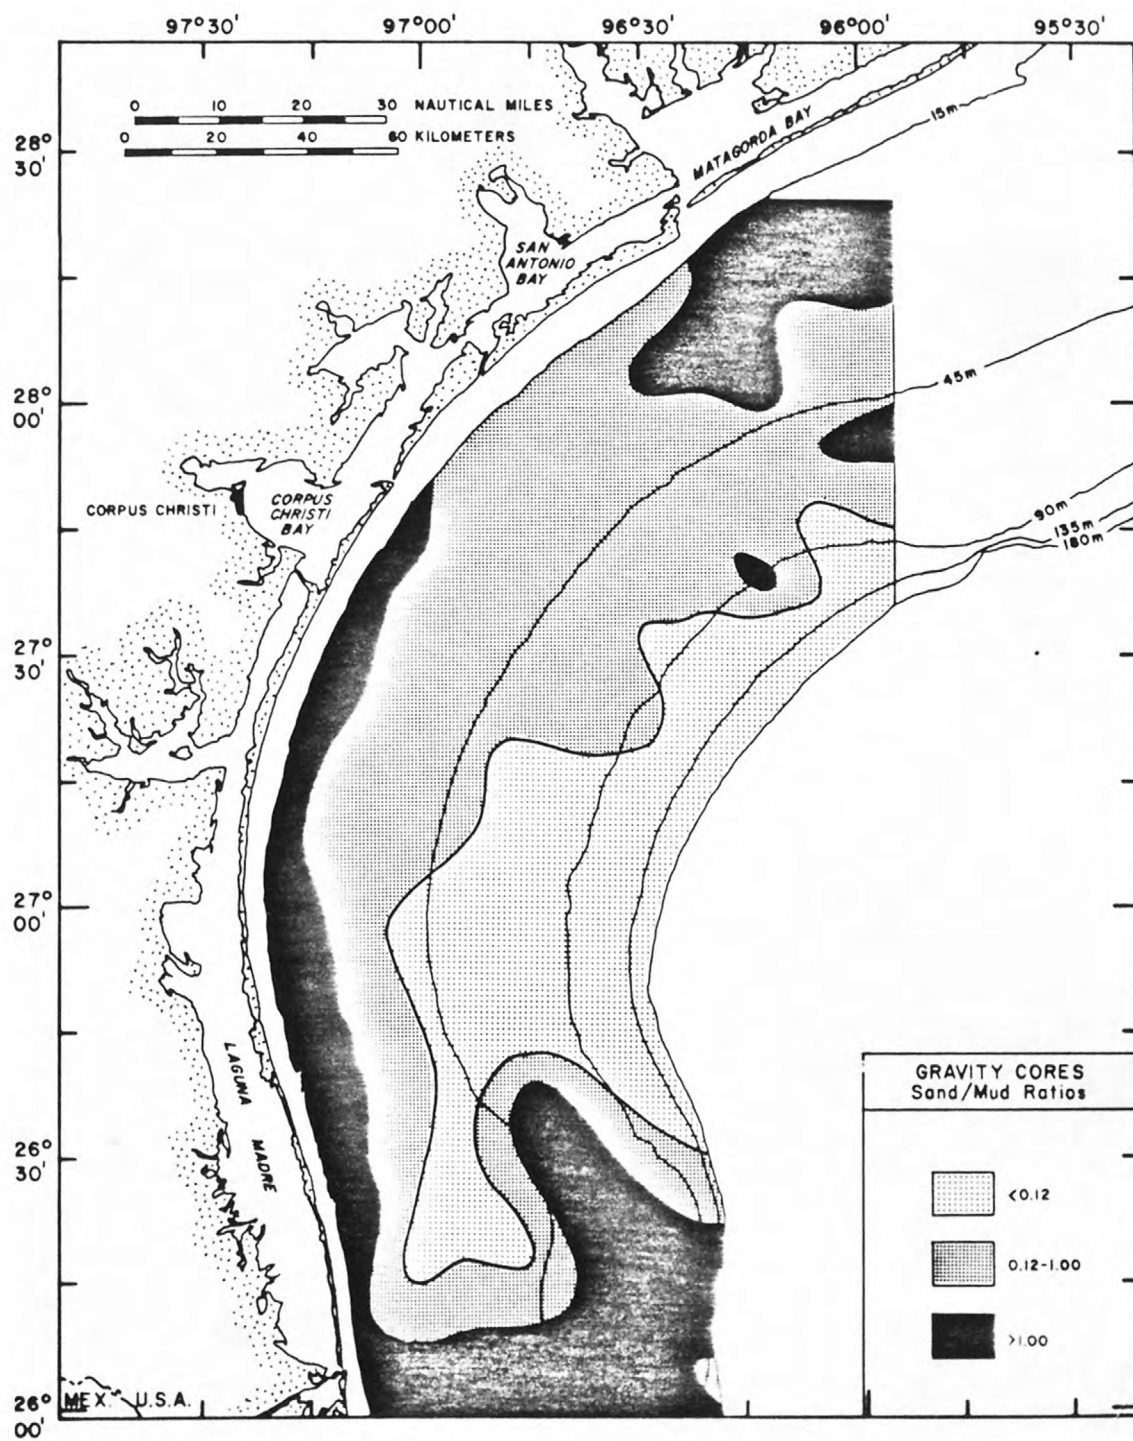 97°30' 97°00' 96°30' 96°00' 95°30'
0 10 20 30 NAUTICAL MILES
0 20 40 60 KILOMETERS
28°
30'
MATAGORDA BAY
15m
SAN
ANTONIO
BAY
45m
28°
00'
CORPUS CHRISTI
CORPUS
CHRISTI
BAY
90m
135m
180m
27°
30'
27°
00'
LAGUNA MADRE
26°
30'
GRAVITY CORES
Sand/Mud Ratios
<0.12
0.12-1.00
>1.00
MEX. U.S.A.
26°
00'